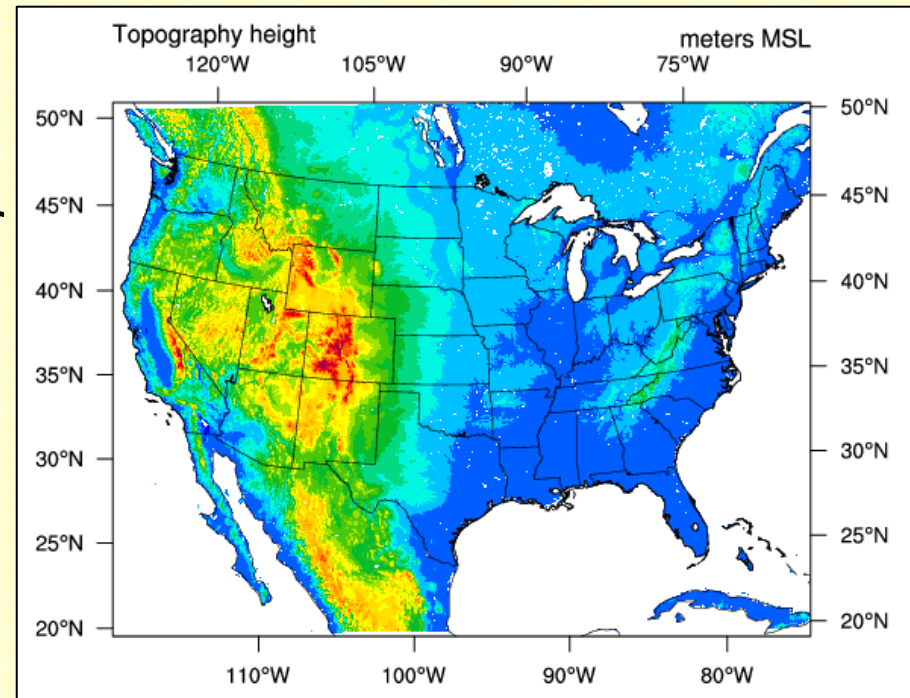 Topography height
meters MSL
120°W 105°W 90°W 75°W
50°N 50°N
45°N 45°N
40°N 40°N
35°N 35°N
30°N 30°N
25°N 25°N
20°N 20°N
110°W 100°W 90°W 80°W